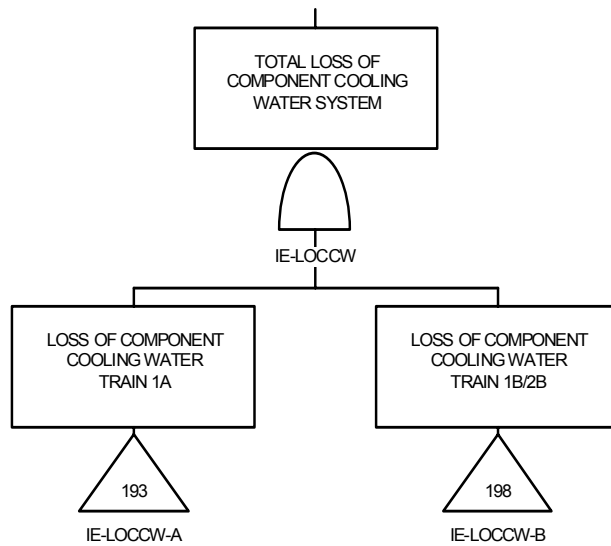 TOTAL LOSS OF
COMPONENT COOLING
WATER SYSTEM
IE-LOCCW
LOSS OF COMPONENT
COOLING WATER
TRAIN 1A
LOSS OF COMPONENT
COOLING WATER
TRAIN 1B/2B
193
198
IE-LOCCW-A
IE-LOCCW-B